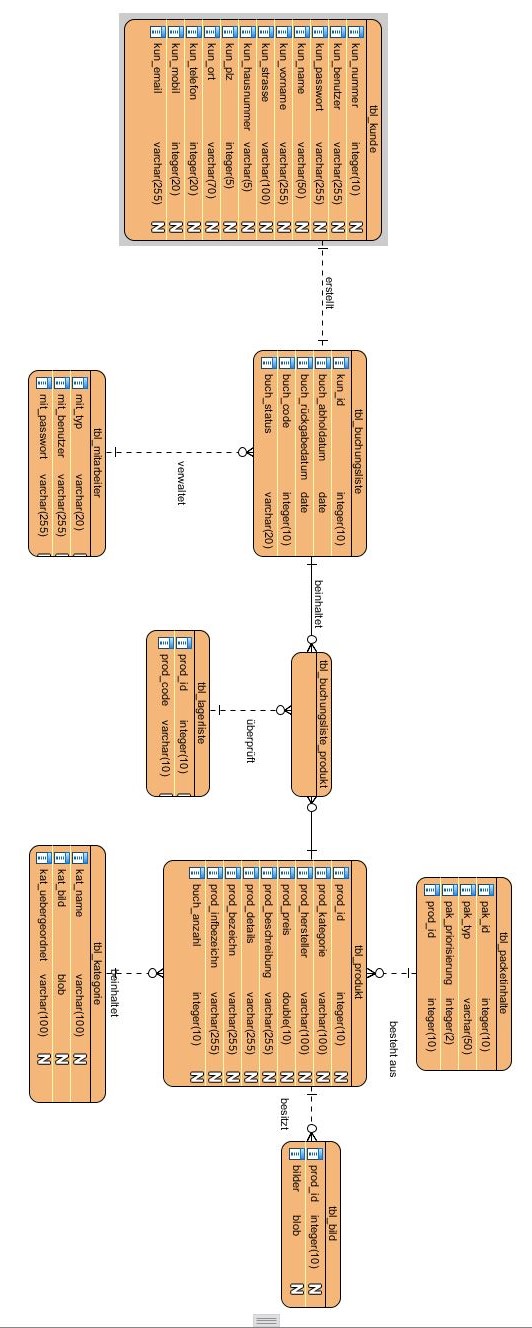 tbl_kunde
kun_nummer integer(10) N
kun_benutzer varchar(255) N
kun_passwort varchar(255) N
kun_name varchar(50) N
kun_vorname varchar(255) N
kun_strasse varchar(100) N
kun_hausnummer varchar(5) N
kun_plz integer(5) N
kun_ort varchar(70) N
kun_telefon integer(20) N
kun_mobil integer(20) N
kun_email varchar(255) N
erstellt
tbl_buchungsliste
kun_id integer(10)
buch_abholdatum date
buch_rückgabedatum date
buch_code integer(10)
buch_status varchar(20)
verwaltet
tbl_mitarbeiter
mit_typ varchar(20)
mit_benutzer varchar(255)
mit_passwort varchar(255)
beinhaltet
tbl_buchungsliste_produkt
überprüft
tbl_lagerliste
prod_id integer(10)
prod_code varchar(10)
tbl_packetinhalte
pak_id integer(10)
pak_typ varchar(50)
pak_priorisierung integer(2)
prod_id integer(10)
besteht aus
tbl_produkt
prod_id integer(10) N
prod_kategorie varchar(100) N
prod_hersteller varchar(100) N
prod_preis double(10) N
prod_beschreibung varchar(255) N
prod_details varchar(255) N
prod_bezeichn varchar(255) N
prod_infbezeichn varchar(255) N
buch_anzahl integer(10) N
beinhaltet
tbl_kategorie
kat_name varchar(100) N
kat_bild blob N
kat_uebergeordnet varchar(100) N
besitzt
tbl_bild
prod_id integer(10) N
bilder blob N